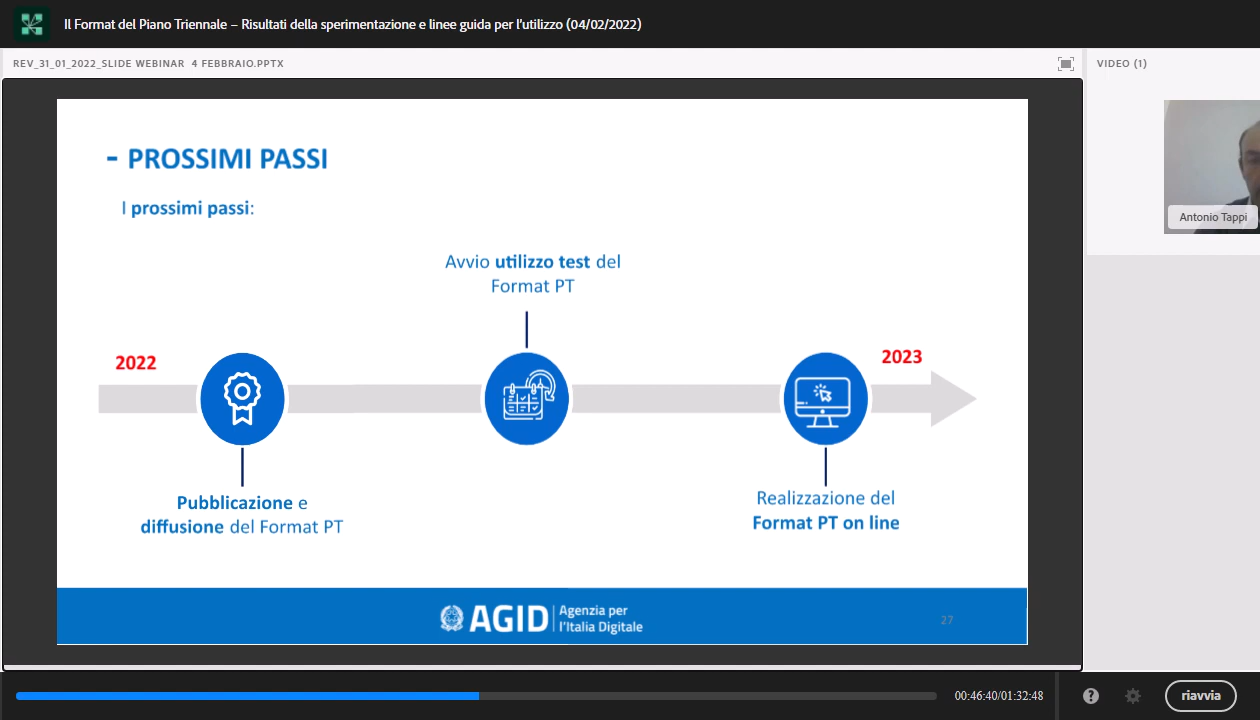 Il Format del Piano Triennale – Risultati della sperimentazione e linee guida per l'utilizzo (04/02/2022)
REV_31_01_2022_SLIDE WEBINAR 4 FEBBRAIO.PPTX
VIDEO (1)
- PROSSIMI PASSI
I prossimi passi:
Avvio utilizzo test del
Format PT
2022
2023
Pubblicazione e
diffusione del Format PT
Realizzazione del
Format PT on line
AGID
Agenzia per
l'Italia Digitale
27
Antonio Tappi
00:46:40/01:32:48
?
riavvia